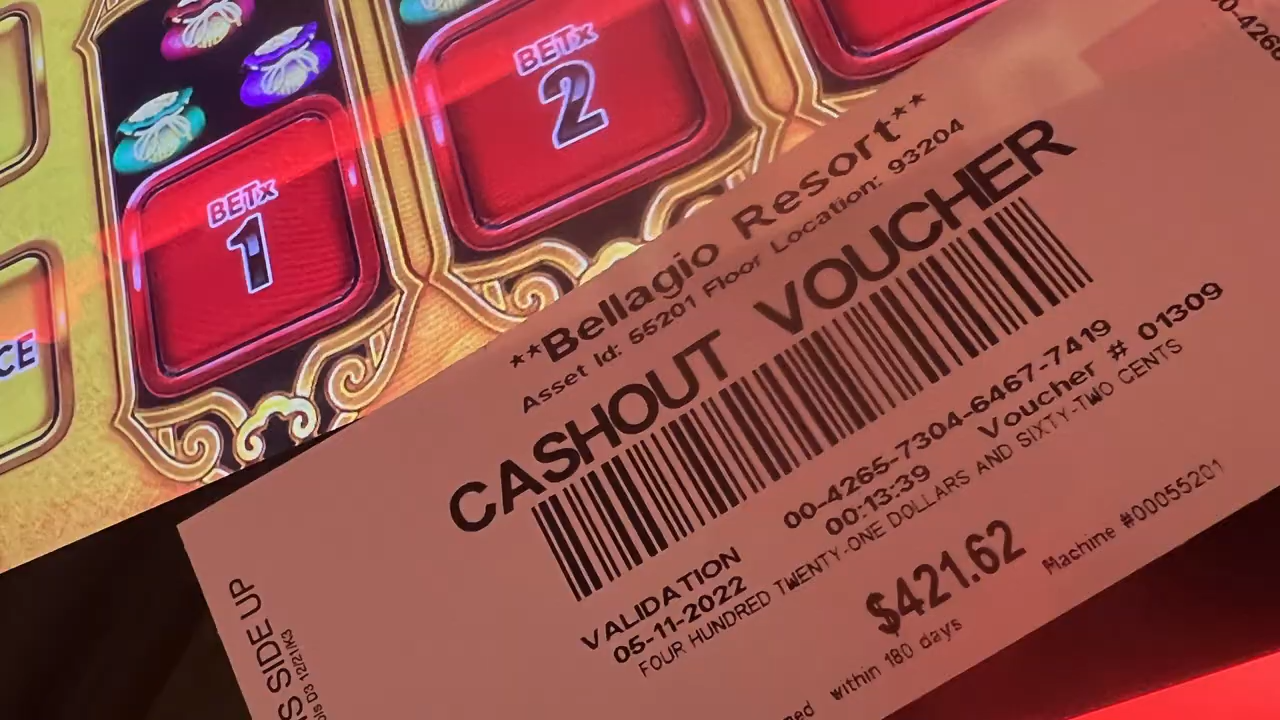 BETx
1
BETx
2
CE
**Bellagio Resort**
Asset Id: 55201 Floor Location: 93204
CASHOUT VOUCHER
00-4265-7304-6467-7419
VALIDATION
00:13:39 Voucher # 01309
05-11-2022
FOUR HUNDRED TWENTY-ONE DOLLARS AND SIXTY-TWO CENTS
$421.62
Machine #00055201
within 180 days
SIDE UP